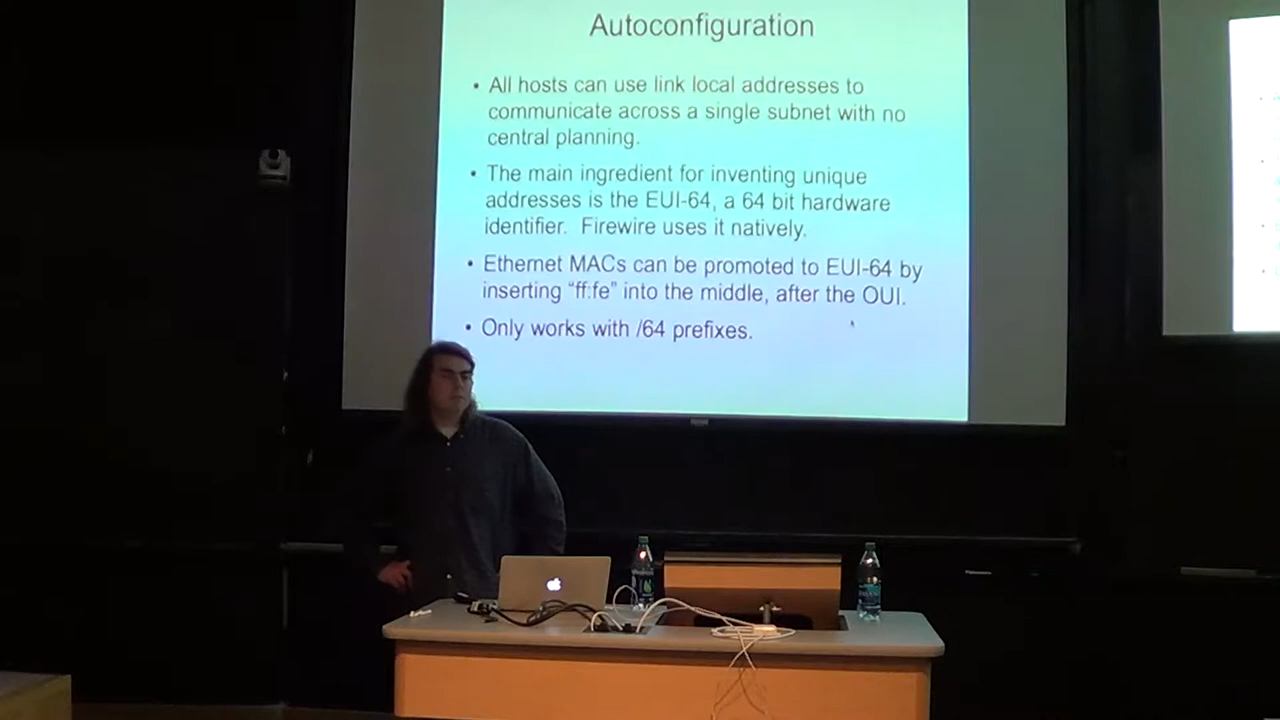 Autoconfiguration
• All hosts can use link local addresses to
communicate across a single subnet with no
central planning.
• The main ingredient for inventing unique
addresses is the EUI-64, a 64 bit hardware
identifier. Firewire uses it natively.
• Ethernet MACs can be promoted to EUI-64 by
inserting “ff:fe” into the middle, after the OUI.
• Only works with /64 prefixes.